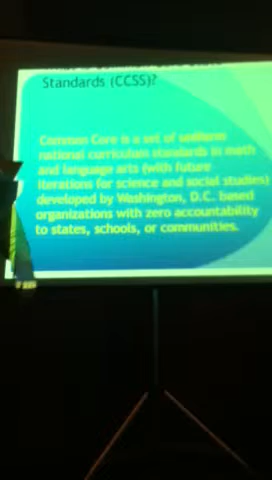 Standards (CCSS)?
Common Core is a set of uniform
national curriculum standards in math
and language arts (with future
iterations for science and social studies)
developed by Washington, D.C. based
organizations with zero accountability
to states, schools, or communities.